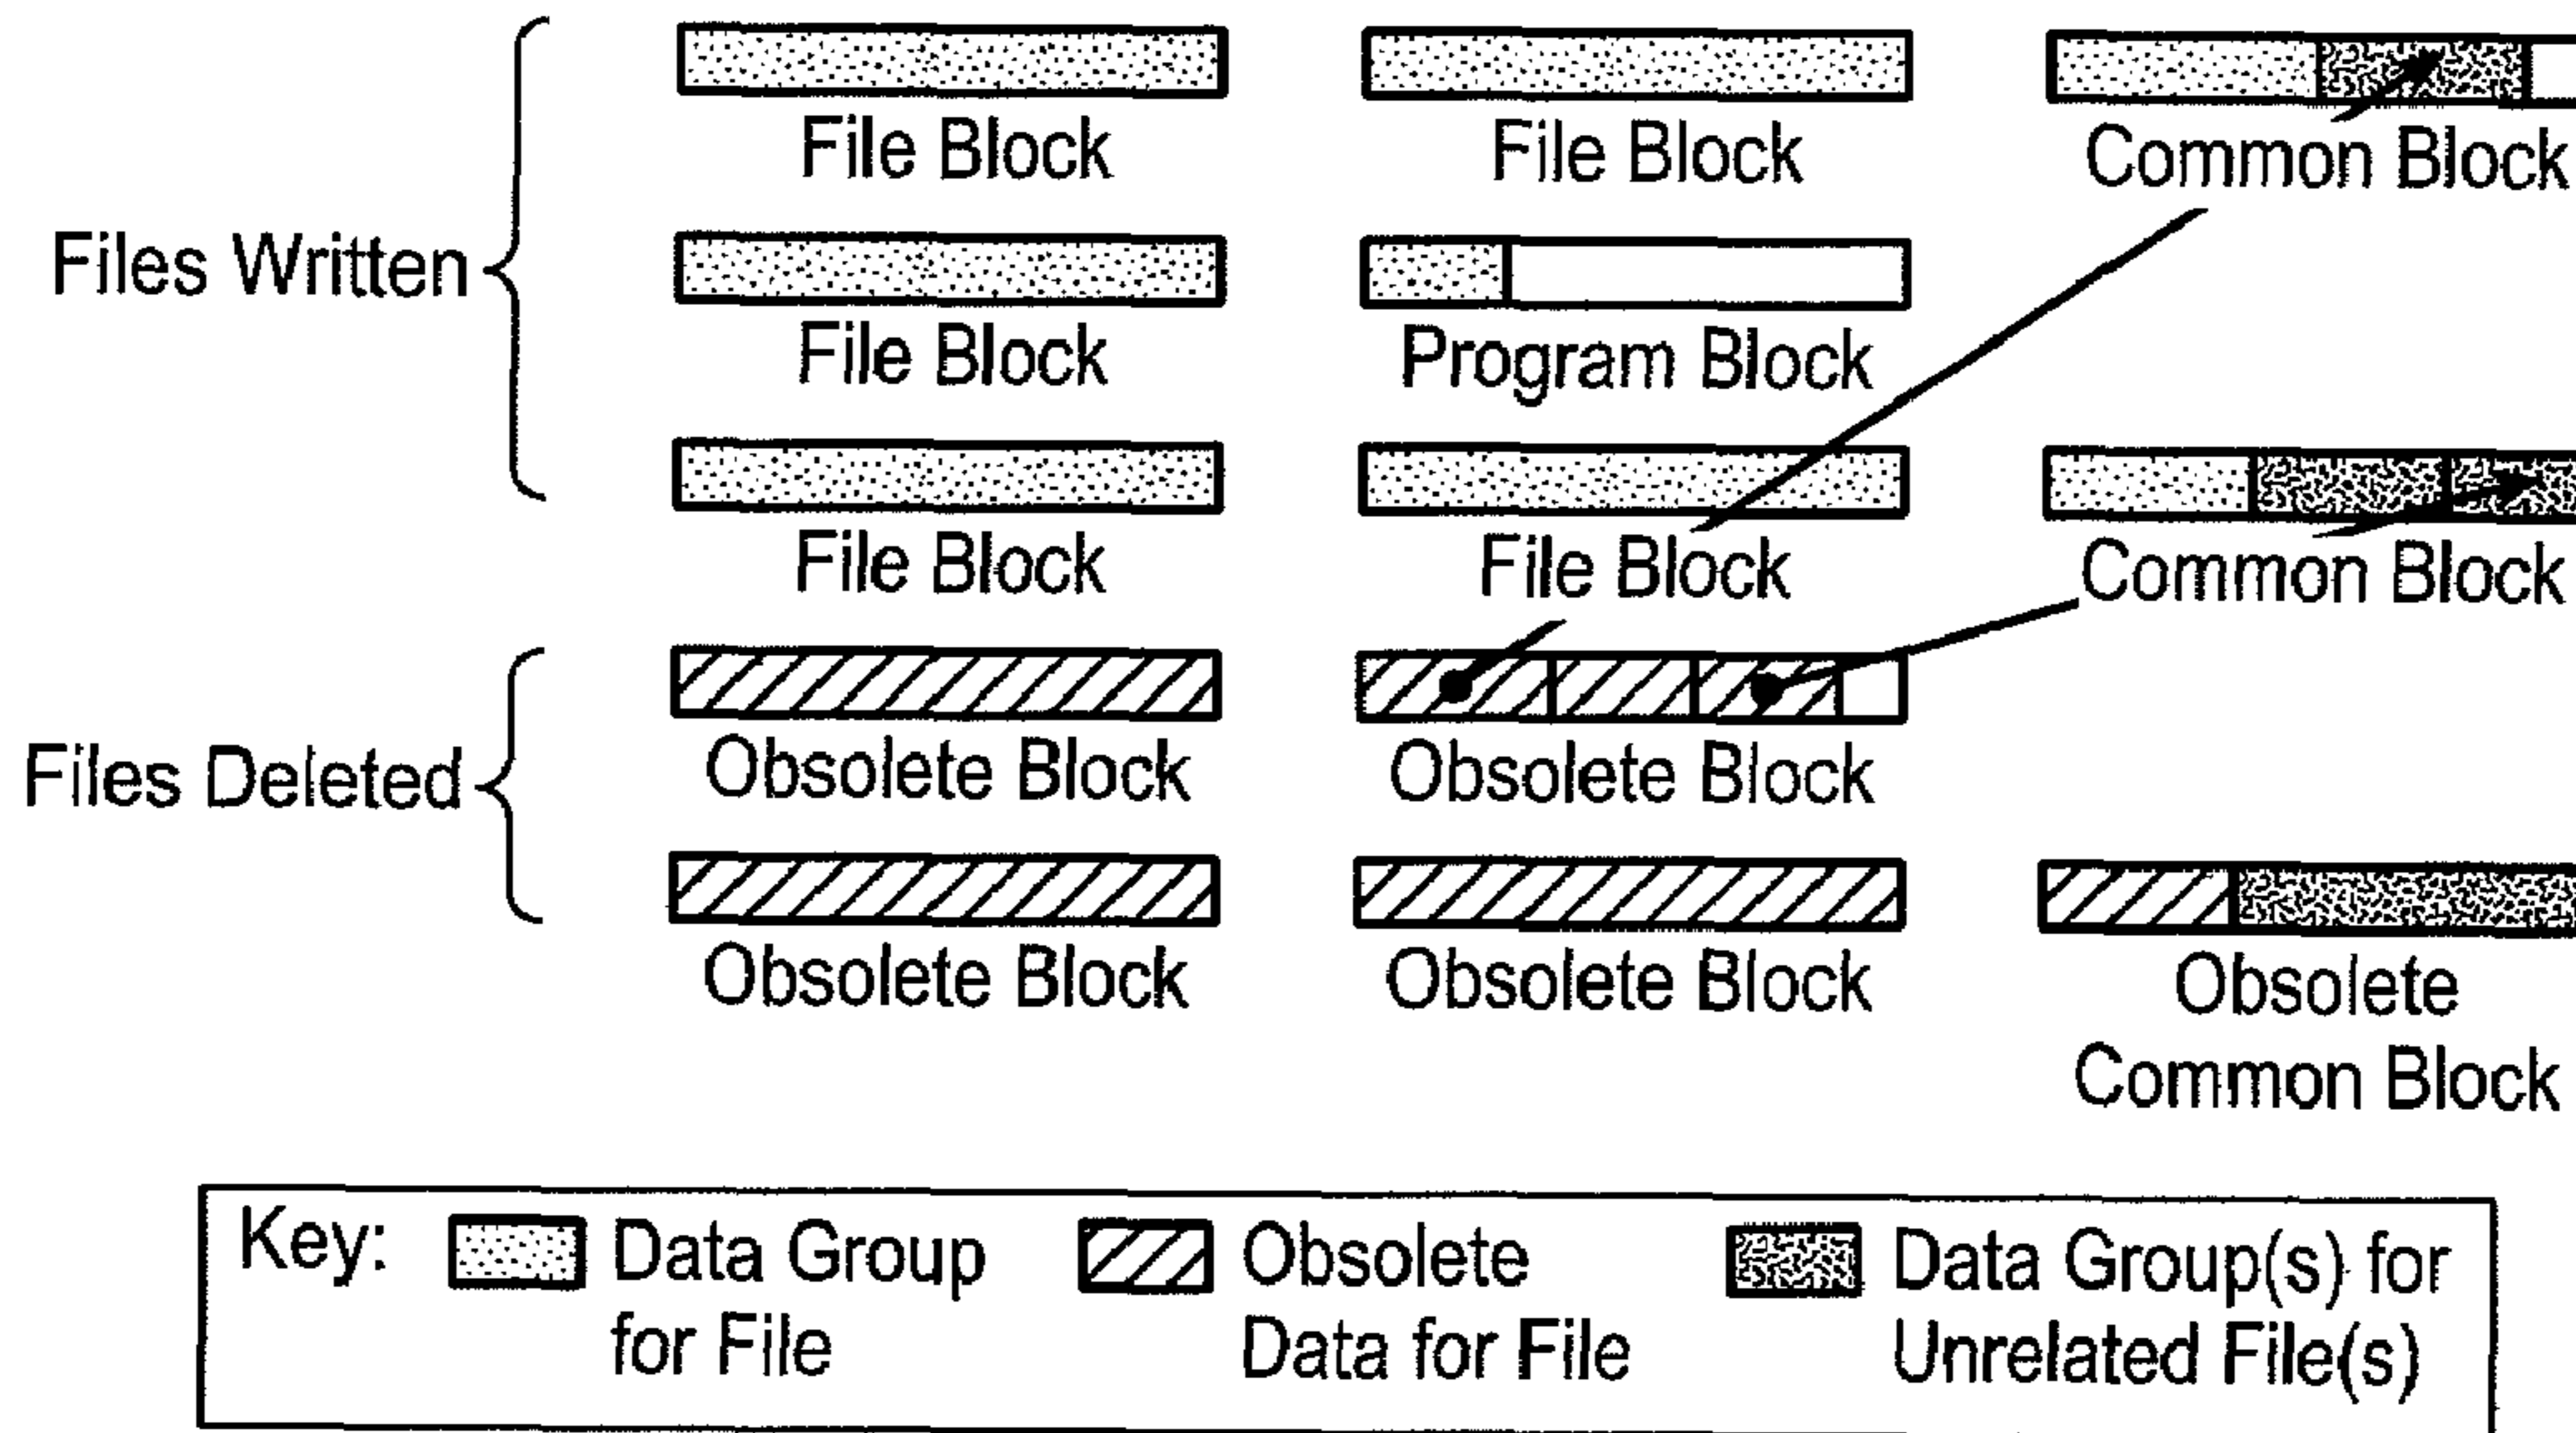 File Block File Block Common Block
Files Written
File Block Program Block
File Block File Block Common Block
Obsolete Block Obsolete Block
Files Deleted
Obsolete Block Obsolete Block Obsolete
Common Block
Key: Data Group Obsolete Data Group(s) for
for File Data for File Unrelated File(s)